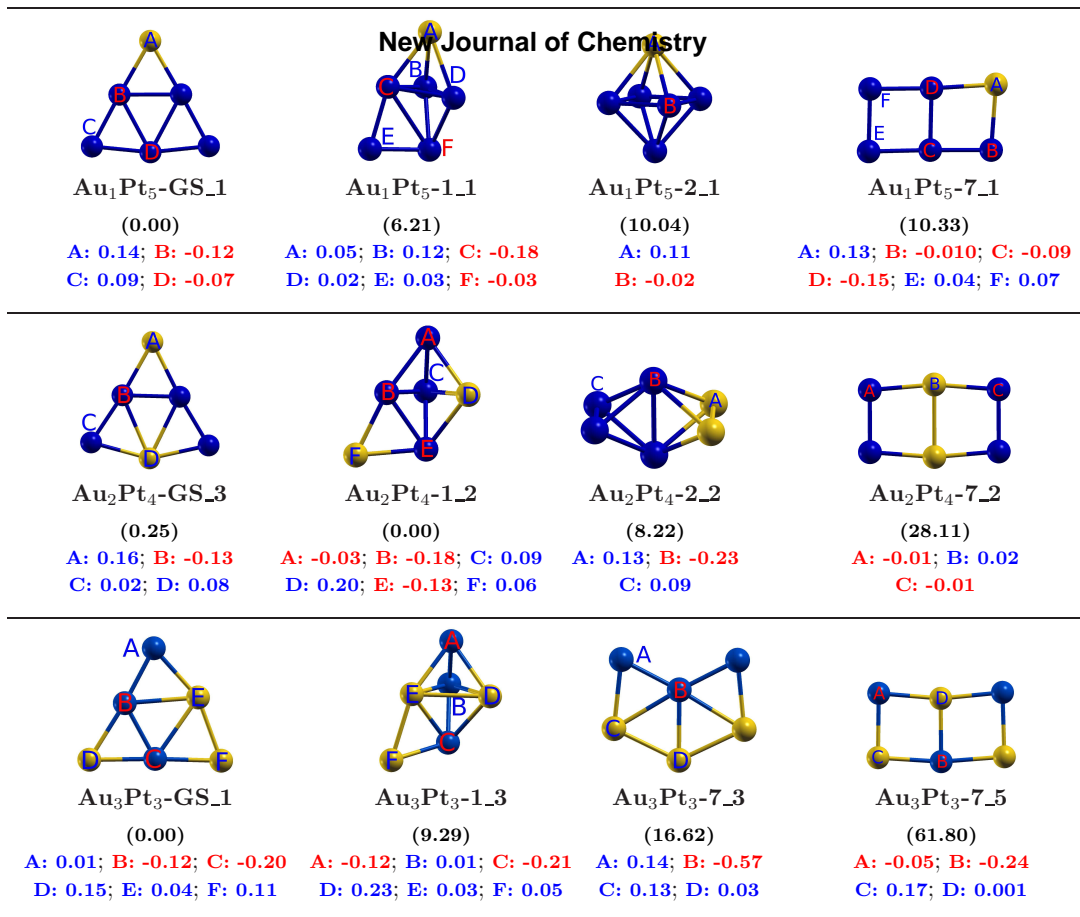 New Journal of Chemistry
A B C D
A B C D E F
A B
A B C D E F
Au1Pt5-GS_1 Au1Pt5-1_1 Au1Pt5-2_1 Au1Pt5-7_1
(0.00) (6.21) (10.04) (10.33)
A: 0.14; B: -0.12 A: 0.05; B: 0.12; C: -0.18 A: 0.11 A: 0.13; B: -0.010; C: -0.09
C: 0.09; D: -0.07 D: 0.02; E: 0.03; F: -0.03 B: -0.02 D: -0.15; E: 0.04; F: 0.07
A B C D
A B C D E F
A B C
A B C
Au2Pt4-GS_3 Au2Pt4-1_2 Au2Pt4-2_2 Au2Pt4-7_2
(0.25) (0.00) (8.22) (28.11)
A: 0.16; B: -0.13 A: -0.03; B: -0.18; C: 0.09 A: 0.13; B: -0.23 A: -0.01; B: 0.02
C: 0.02; D: 0.08 D: 0.20; E: -0.13; F: 0.06 C: 0.09 C: -0.01
A B C D E F
A B C D E F
A B C D
A B C D
Au3Pt3-GS_1 Au3Pt3-1_3 Au3Pt3-7_3 Au3Pt3-7_5
(0.00) (9.29) (16.62) (61.80)
A: 0.01; B: -0.12; C: -0.20 A: -0.12; B: 0.01; C: -0.21 A: 0.14; B: -0.57 A: -0.05; B: -0.24
D: 0.15; E: 0.04; F: 0.11 D: 0.23; E: 0.03; F: 0.05 C: 0.13; D: 0.03 C: 0.17; D: 0.001